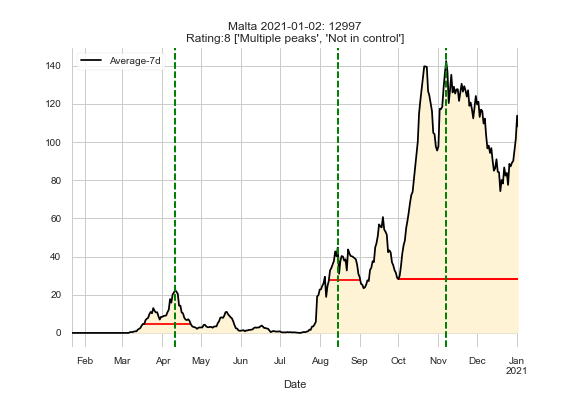 Malta 2021-01-02: 12997
Rating:8 ['Multiple peaks', 'Not in control']
Average-7d
140
120
100
80
60
40
20
0
Feb Mar Apr May Jun Jul Aug Sep Oct Nov Dec Jan
2021
Date